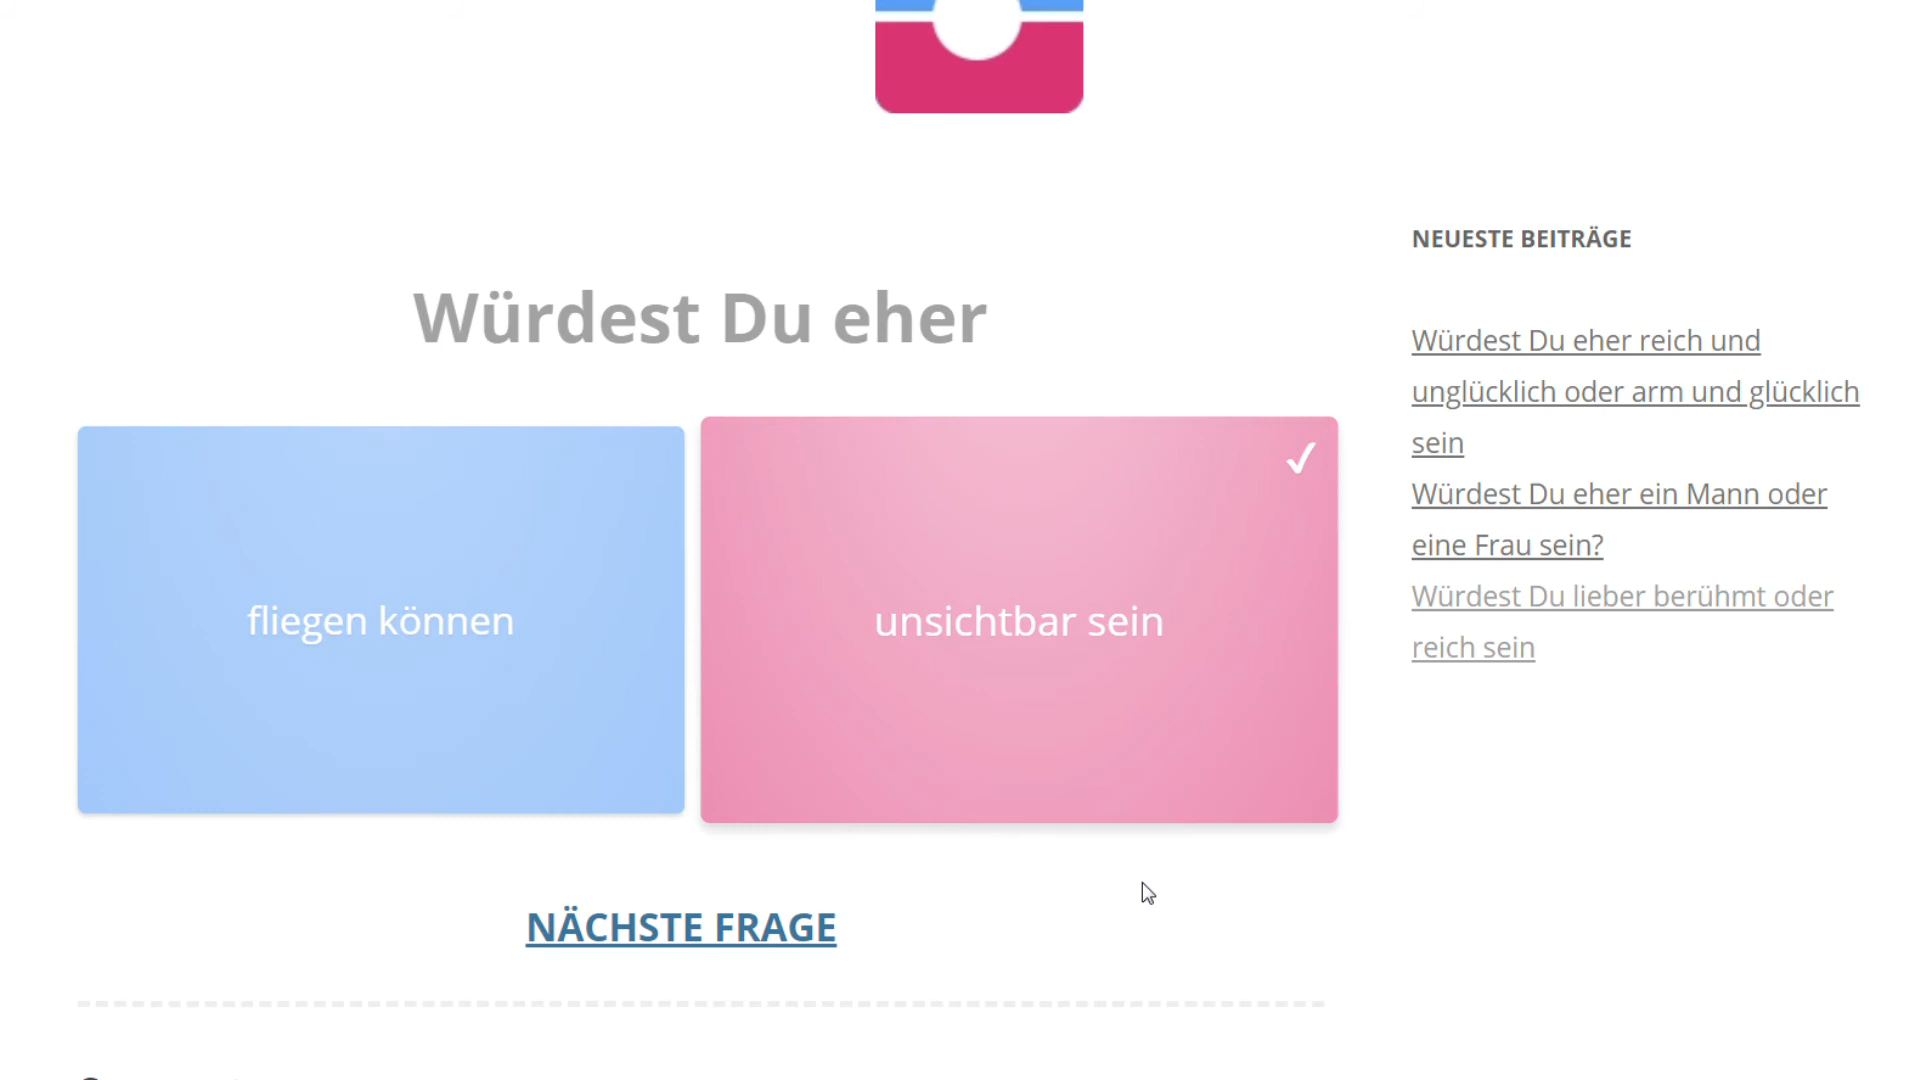 Würdest Du eher
fliegen können
unsichtbar sein
NÄCHSTE FRAGE
NEUESTE BEITRÄGE
Würdest Du eher reich und
unglücklich oder arm und glücklich
sein
Würdest Du eher ein Mann oder
eine Frau sein?
Würdest Du lieber berühmt oder
reich sein